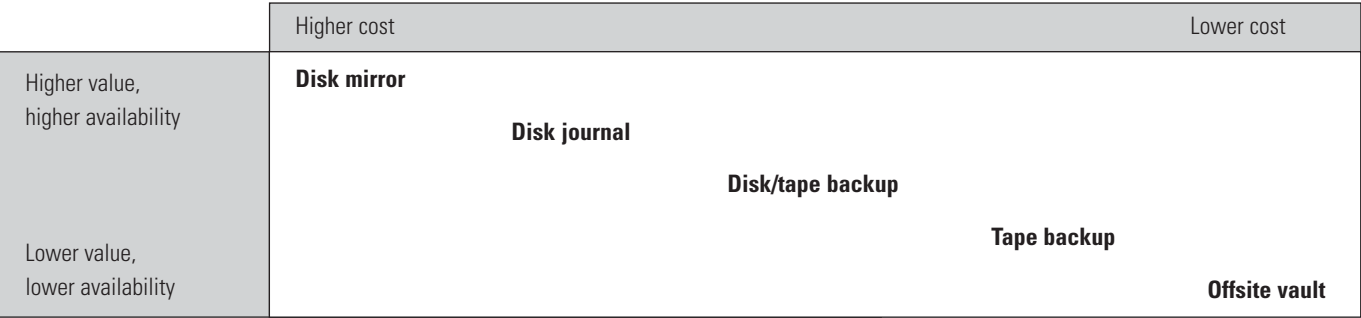 Higher cost Lower cost
Higher value,
higher availability
Disk mirror
Disk journal
Disk/tape backup
Tape backup
Lower value,
lower availability
Offsite vault